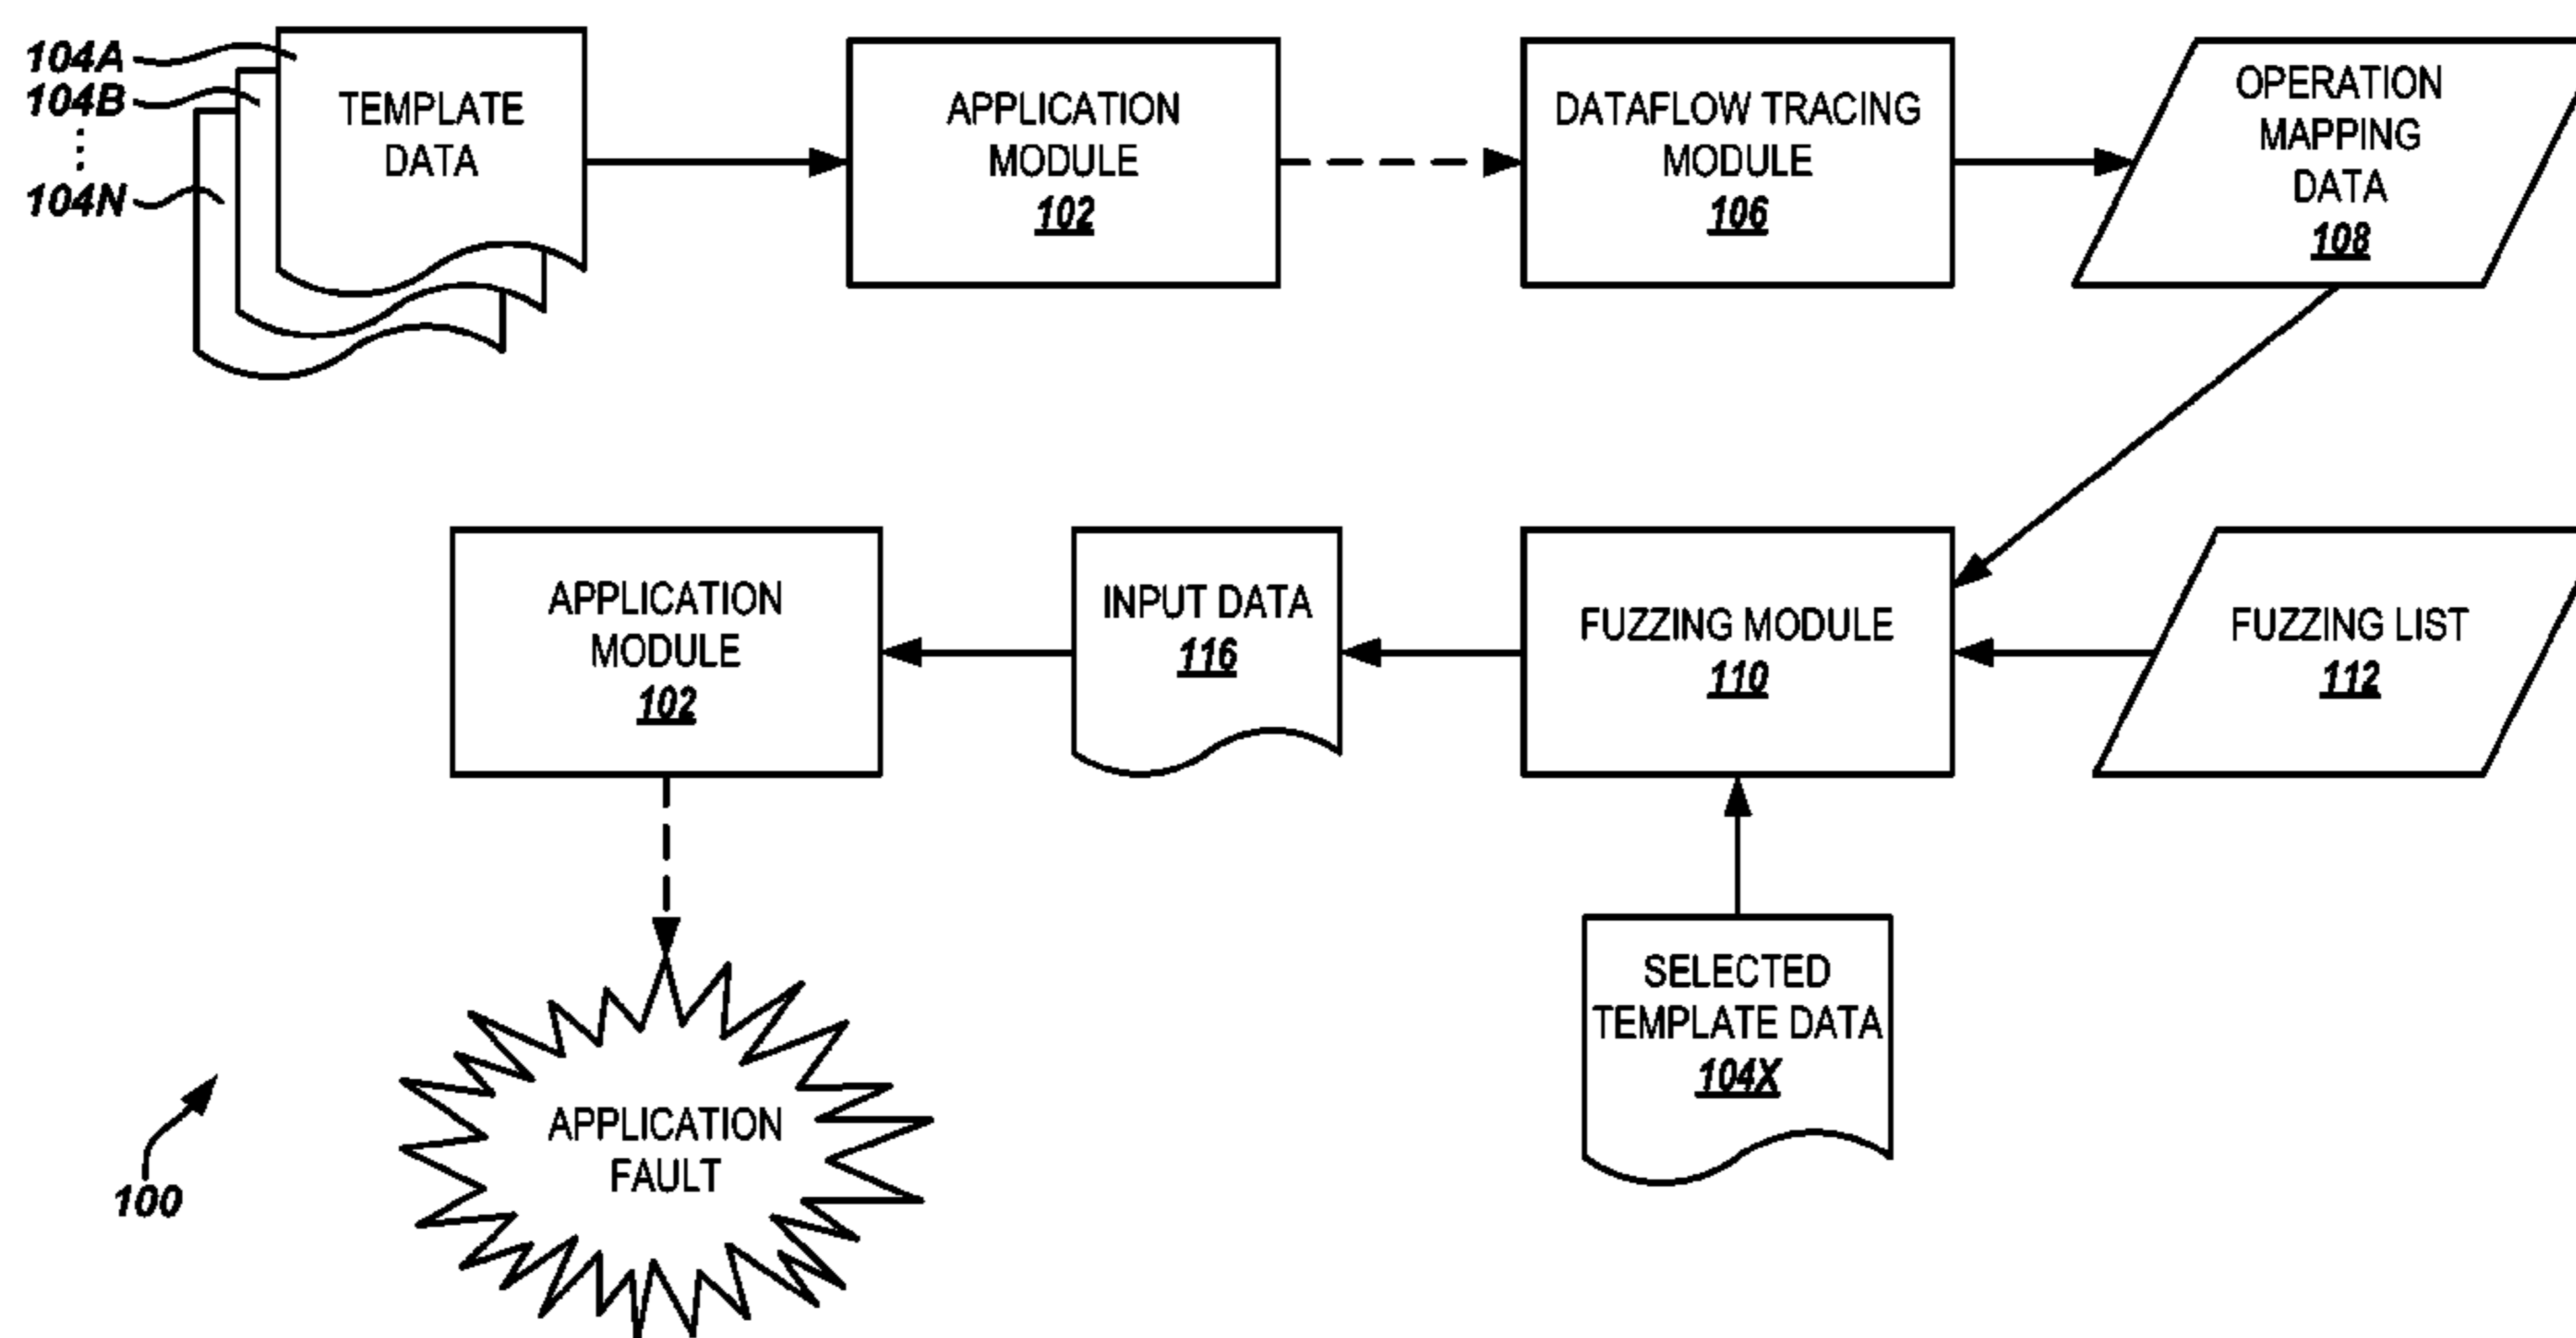 104A
104B
104N
TEMPLATE
DATA
APPLICATION
MODULE
102
DATAFLOW TRACING
MODULE
106
OPERATION
MAPPING
DATA
108
APPLICATION
MODULE
102
INPUT DATA
116
FUZZING MODULE
110
FUZZING LIST
112
SELECTED
TEMPLATE DATA
104X
APPLICATION
FAULT
100